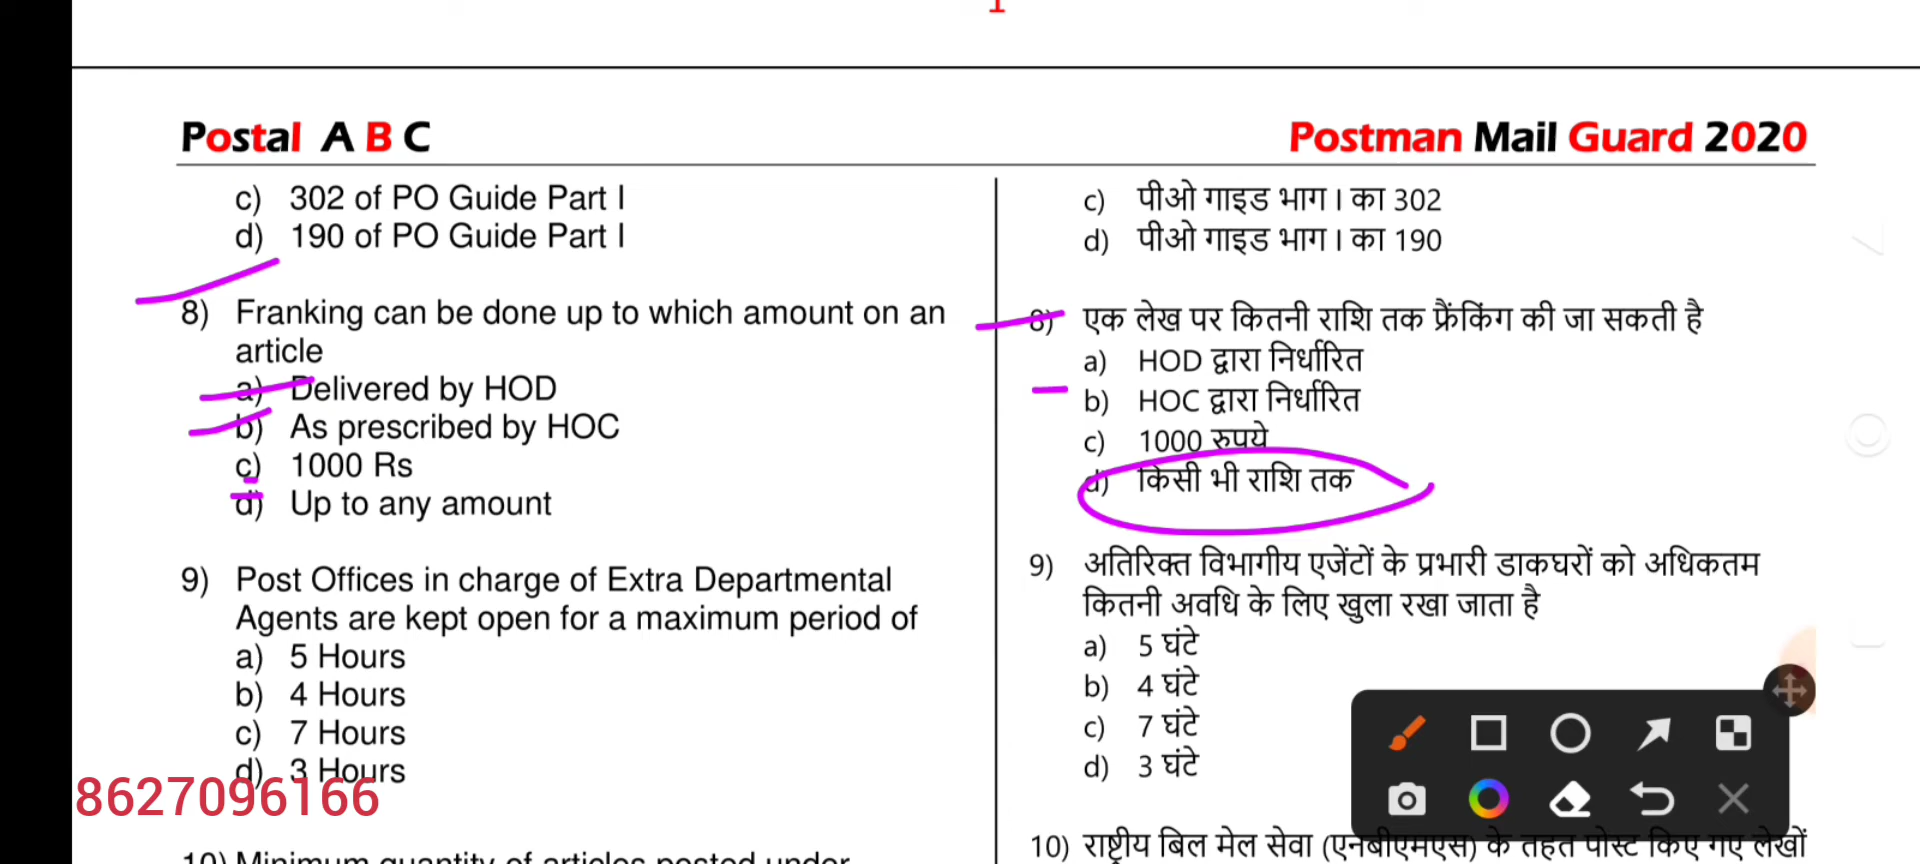 1
Postal A B C
Postman Mail Guard 2020
c) 302 of PO Guide Part I
d) 190 of PO Guide Part I
8) Franking can be done up to which amount on an
article
a) Delivered by HOD
b) As prescribed by HOC
c) 1000 Rs
d) Up to any amount
9) Post Offices in charge of Extra Departmental
Agents are kept open for a maximum period of
a) 5 Hours
b) 4 Hours
c) 7 Hours
d) 3 Hours
8627096166
10) Minimum quantity of articles posted under
c) पीओ गाइड भाग I का 302
d) पीओ गाइड भाग I का 190
8) एक लेख पर कितनी राशि तक फ्रैंकिंग की जा सकती है
a) HOD द्वारा निर्धारित
b) HOC द्वारा निर्धारित
c) 1000 रुपये
d) किसी भी राशि तक
9) अतिरिक्त विभागीय एजेंटों के प्रभारी डाकघरों को अधिकतम
कितनी अवधि के लिए खुला रखा जाता है
a) 5 घंटे
b) 4 घंटे
c) 7 घंटे
d) 3 घंटे
10) राष्ट्रीय बिल मेल सेवा (एनबीएमएस) के तहत पोस्ट किए गए लेखों